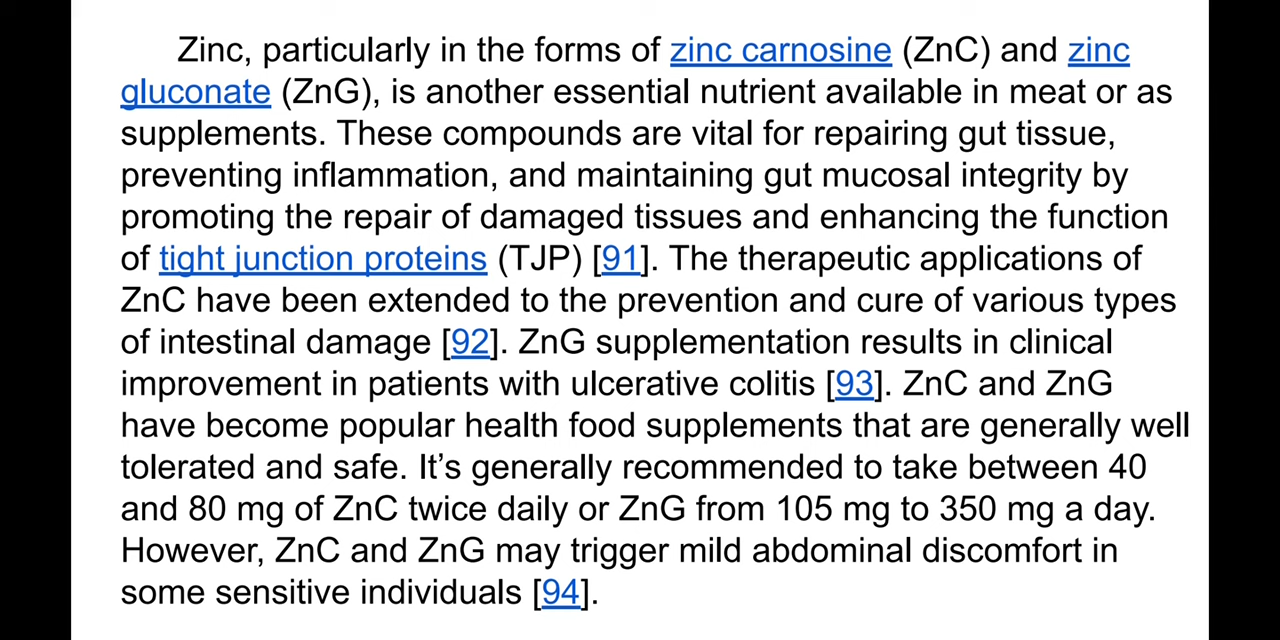 Zinc, particularly in the forms of zinc carnosine (ZnC) and zinc
gluconate (ZnG), is another essential nutrient available in meat or as
supplements. These compounds are vital for repairing gut tissue,
preventing inflammation, and maintaining gut mucosal integrity by
promoting the repair of damaged tissues and enhancing the function
of tight junction proteins (TJP) [91]. The therapeutic applications of
ZnC have been extended to the prevention and cure of various types
of intestinal damage [92]. ZnG supplementation results in clinical
improvement in patients with ulcerative colitis [93]. ZnC and ZnG
have become popular health food supplements that are generally well
tolerated and safe. It’s generally recommended to take between 40
and 80 mg of ZnC twice daily or ZnG from 105 mg to 350 mg a day.
However, ZnC and ZnG may trigger mild abdominal discomfort in
some sensitive individuals [94].